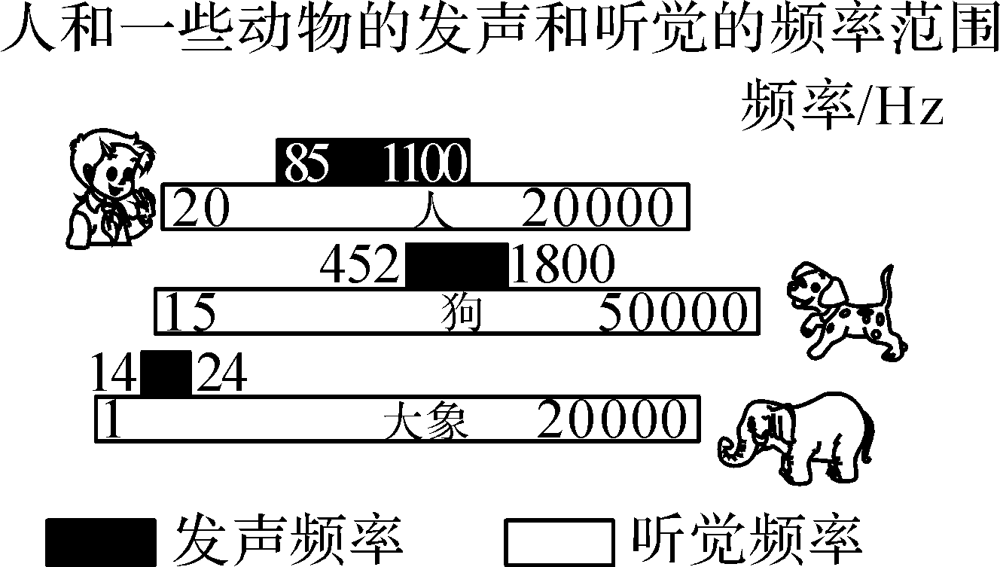 人和一些动物的发声和听觉的频率范围
频率/Hz
85 1100
20 人 20000
452 1800
15 狗 50000
14 24
1 大象 20000
发声频率 听觉频率